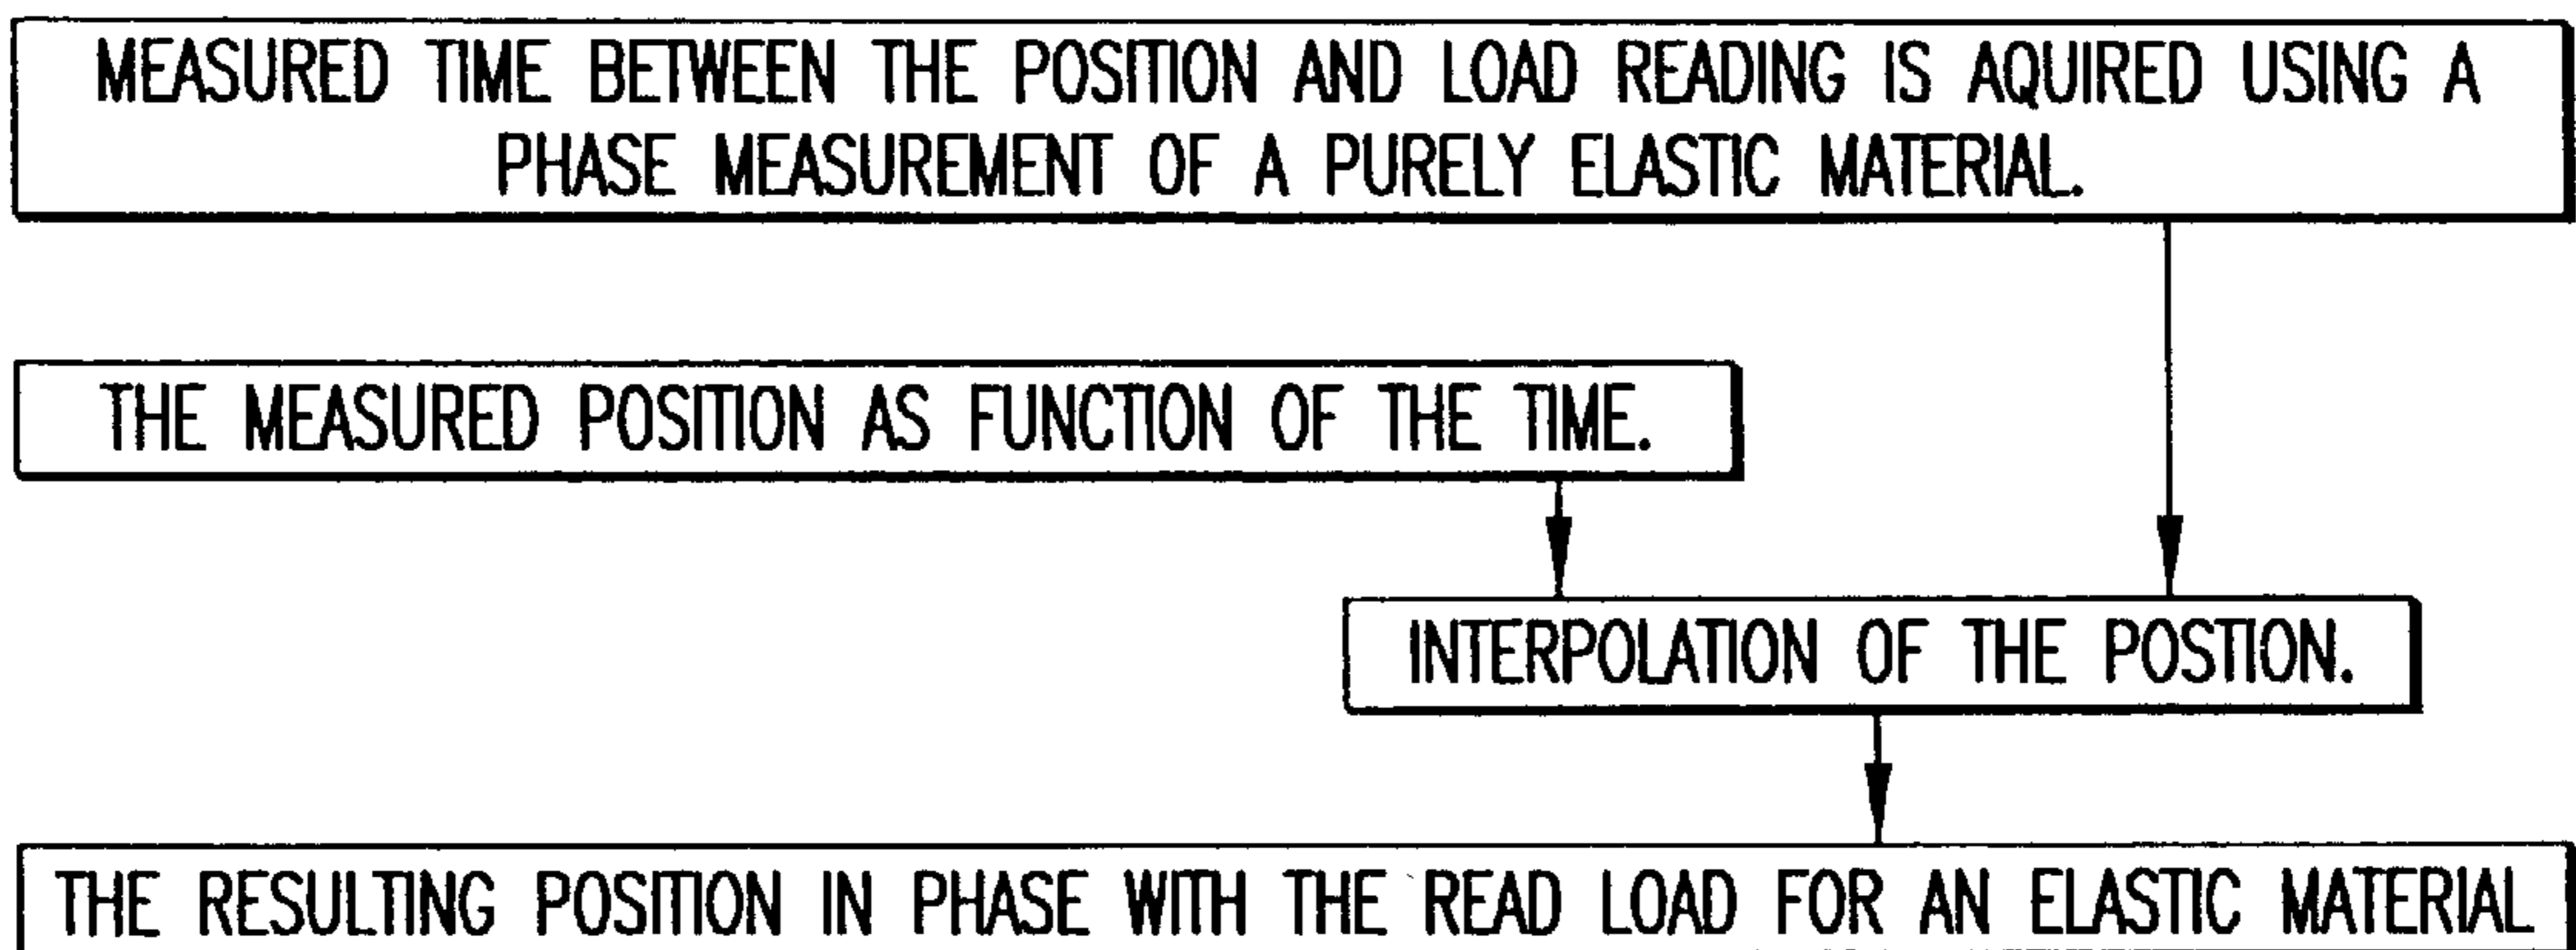 MEASURED TIME BETWEEN THE POSITION AND LOAD READING IS AQUIRED USING A
PHASE MEASUREMENT OF A PURELY ELASTIC MATERIAL.
THE MEASURED POSITION AS FUNCTION OF THE TIME.
INTERPOLATION OF THE POSTION.
THE RESULTING POSITION IN PHASE WITH THE READ LOAD FOR AN ELASTIC MATERIAL